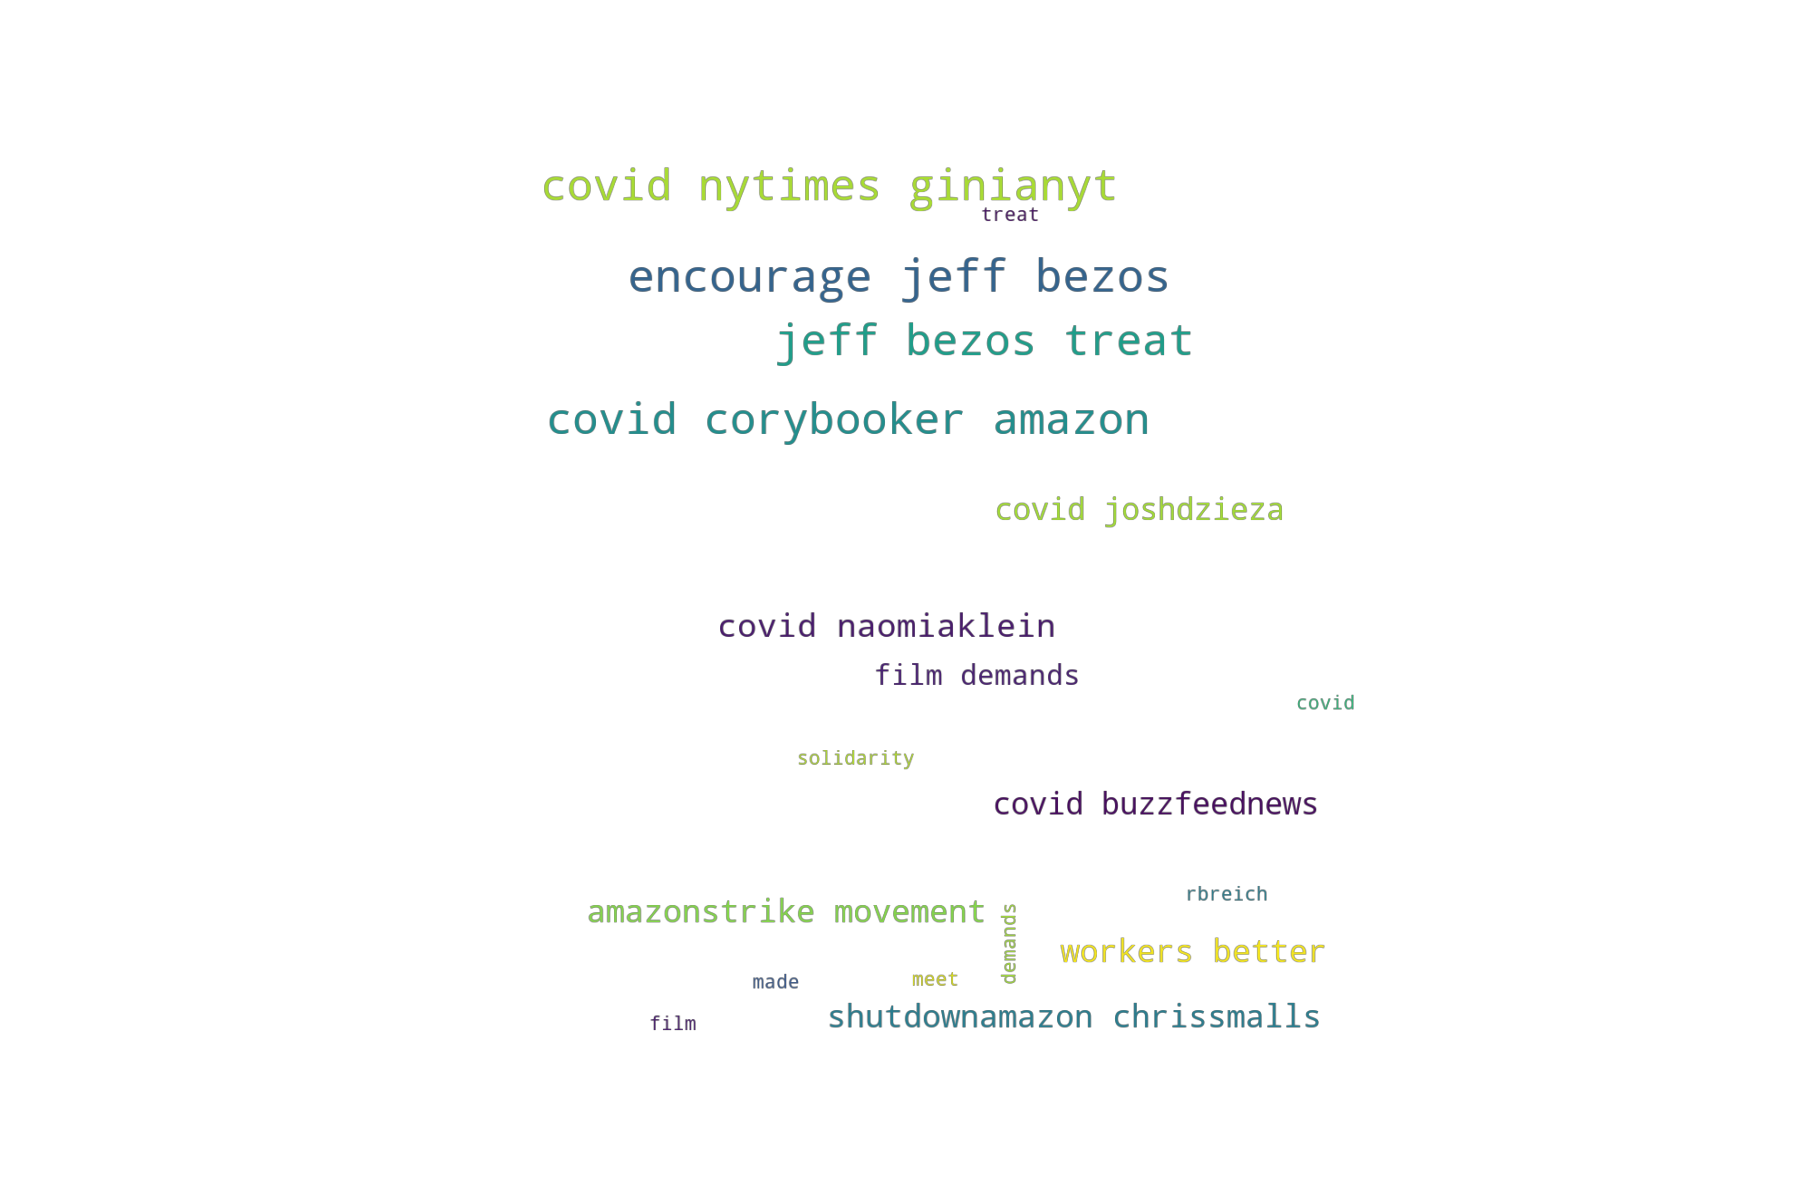 covid nytimes ginianyt
treat
encourage jeff bezos
jeff bezos treat
covid corybooker amazon
covid joshdzieza
covid naomiaklein
film demands
covid
solidarity
covid buzzfeednews
rbreich
amazonstrike movement
demands
workers better
made
meet
shutdownamazon chrissmalls
film